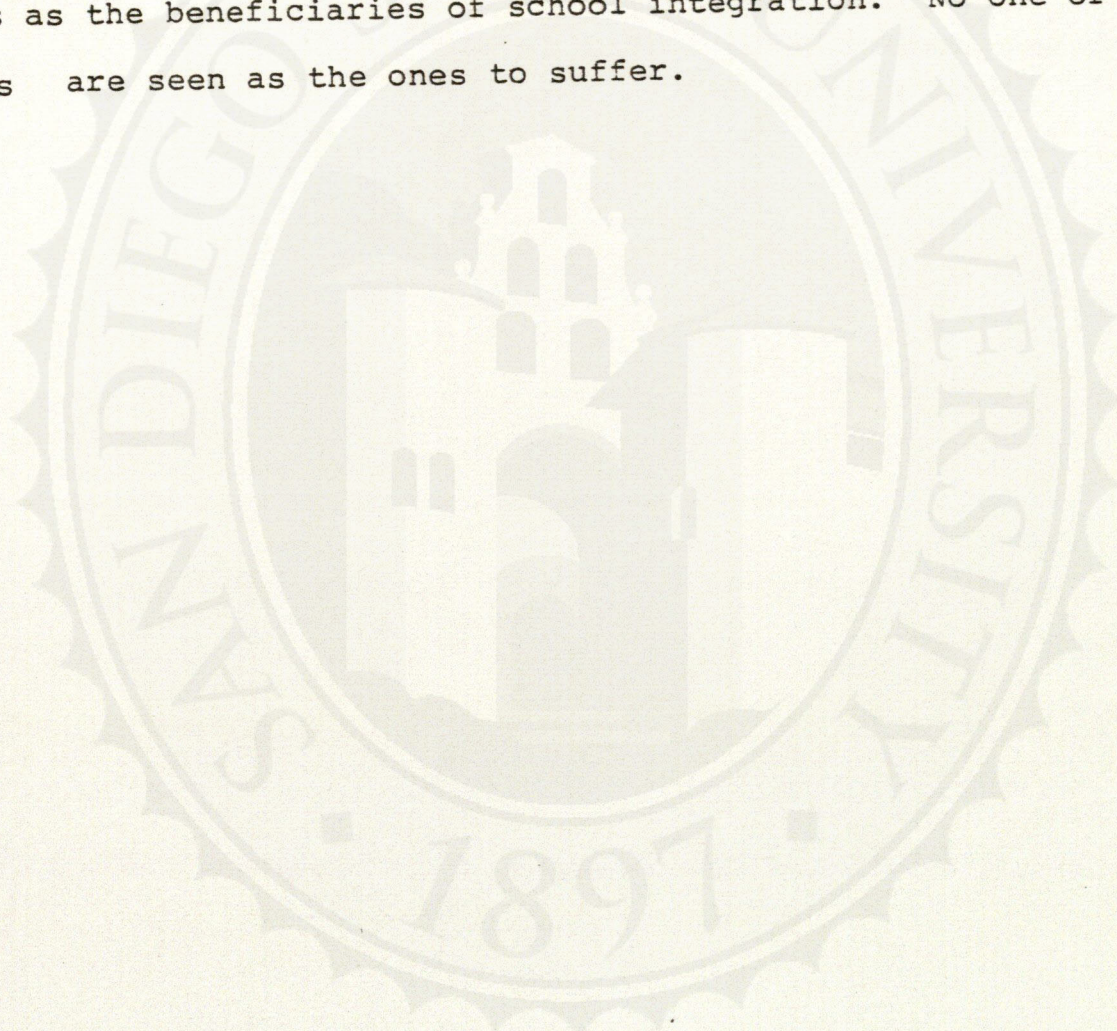 as the beneficiaries of school integration. No one or
are seen as the ones to suffer.
SAN DIEGO UNIVERSITY
1897